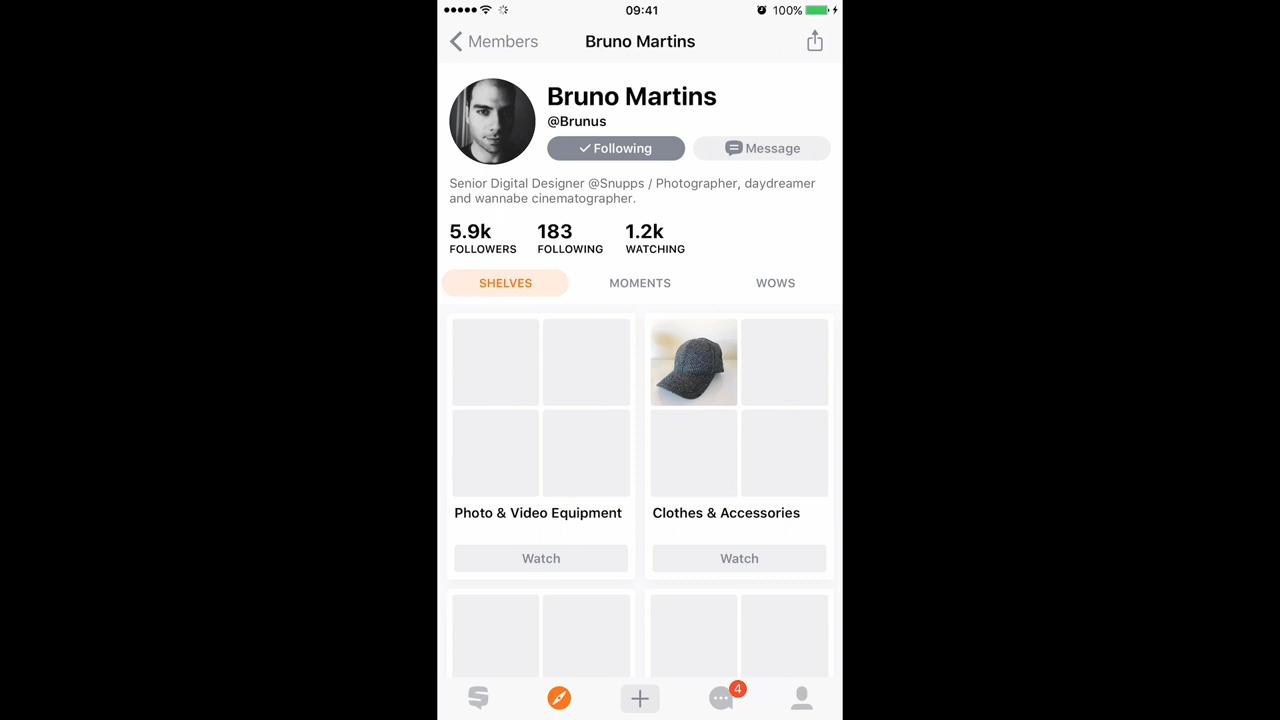 09:41
100%
Members
Bruno Martins
Bruno Martins
@Brunus
Following
Message
Senior Digital Designer @Snupps / Photographer, daydreamer
and wannabe cinematographer.
5.9k
FOLLOWERS
183
FOLLOWING
1.2k
WATCHING
SHELVES
MOMENTS
WOWS
Photo & Video Equipment
Watch
Clothes & Accessories
Watch
4